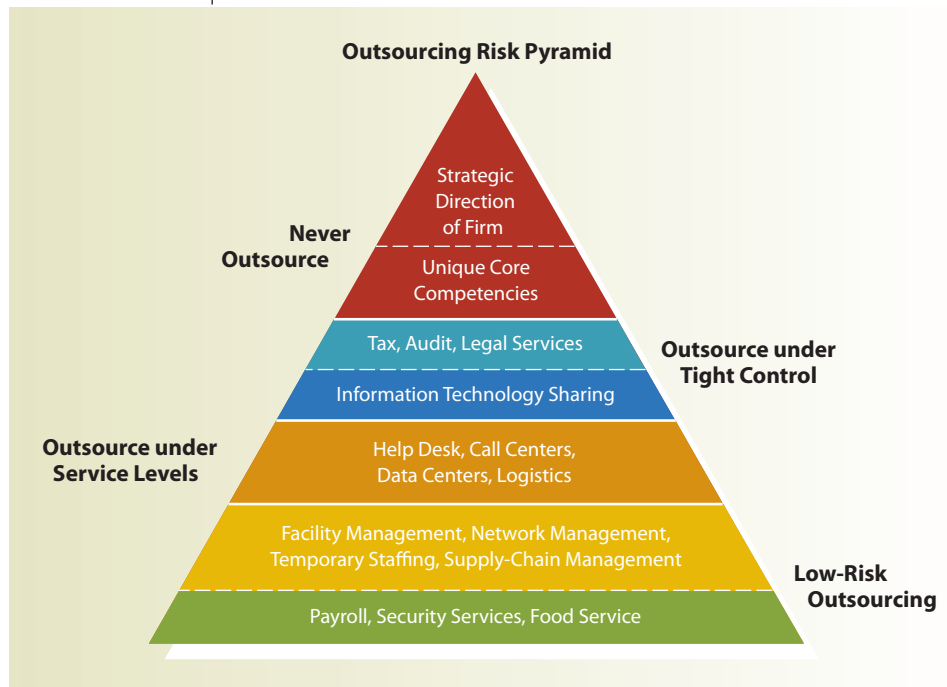 Outsourcing Risk Pyramid
Strategic
Direction
of Firm
Never
Outsource
Unique Core
Competencies
Tax, Audit, Legal Services
Outsource under
Tight Control
Information Technology Sharing
Outsource under
Service Levels
Help Desk, Call Centers,
Data Centers, Logistics
Facility Management, Network Management,
Temporary Staffing, Supply-Chain Management
Low-Risk
Outsourcing
Payroll, Security Services, Food Service